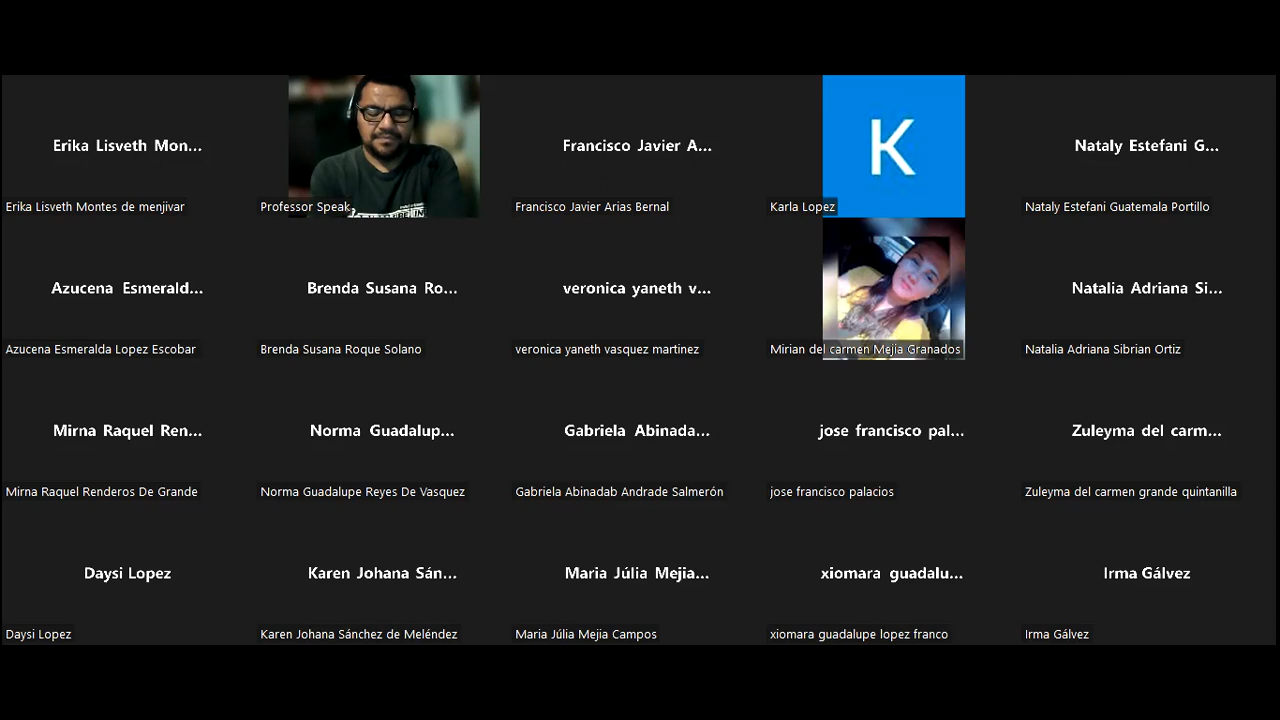 Erika Lisveth Mon...
Erika Lisveth Montes de menjivar
Professor Speak
Francisco Javier A...
Francisco Javier Arias Bernal
K
Karla Lopez
Nataly Estefani G...
Nataly Estefani Guatemala Portillo
Azucena Esmerald...
Azucena Esmeralda Lopez Escobar
Brenda Susana Ro...
Brenda Susana Roque Solano
veronica yaneth v...
veronica yaneth vasquez martinez
Mirian del carmen Mejia Granados
Natalia Adriana Si...
Natalia Adriana Sibrian Ortiz
Mirna Raquel Ren...
Mirna Raquel Renderos De Grande
Norma Guadalup...
Norma Guadalupe Reyes De Vasquez
Gabriela Abinada...
Gabriela Abinadab Andrade Salmerón
jose francisco pal...
jose francisco palacios
Zuleyma del carm...
Zuleyma del carmen grande quintanilla
Daysi Lopez
Daysi Lopez
Karen Johana Sán...
Karen Johana Sánchez de Meléndez
Maria Júlia Mejia...
Maria Júlia Mejia Campos
xiomara guadalu...
xiomara guadalupe lopez franco
Irma Gálvez
Irma Gálvez